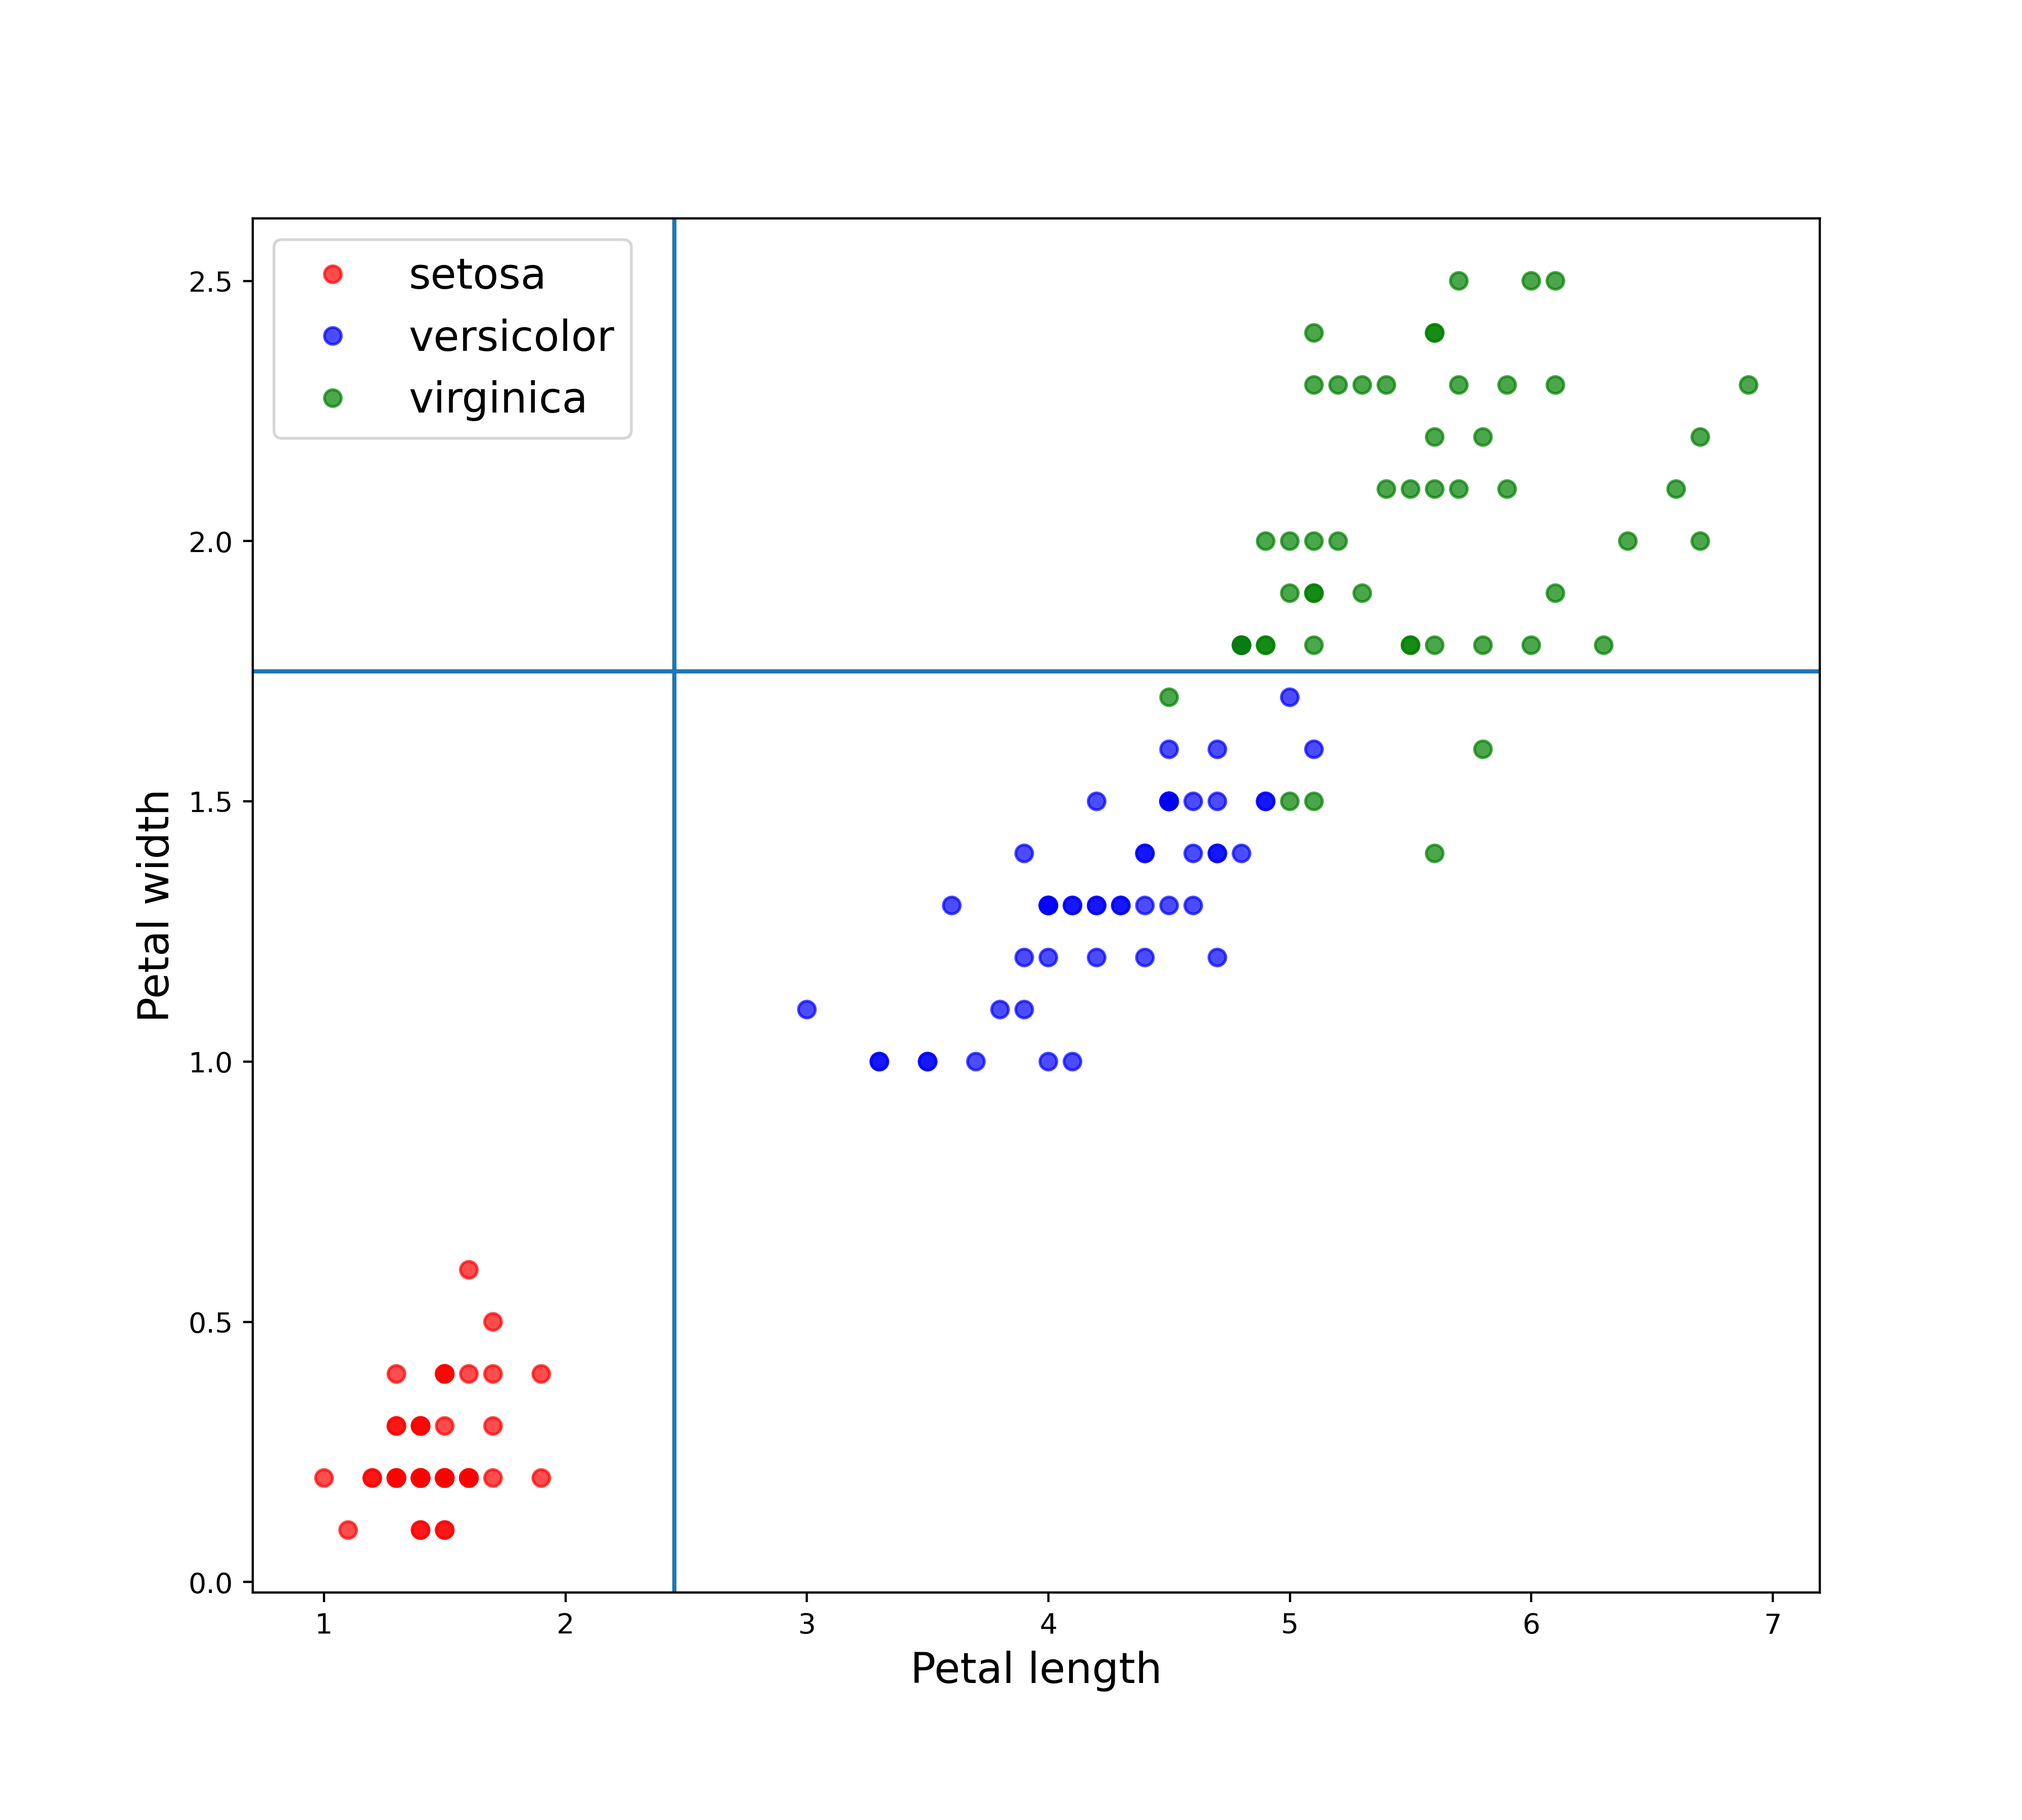 setosa
versicolor
virginica
2.5
2.0
1.5
1.0
0.5
0.0
Petal width
1 2 3 4 5 6 7
Petal length